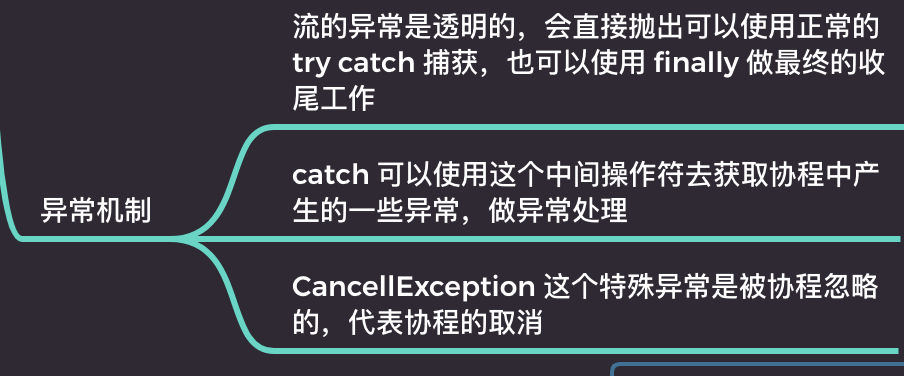 流的异常是透明的，会直接抛出可以使用正常的
try catch 捕获，也可以使用 finally 做最终的收
尾工作
catch 可以使用这个中间操作符去获取协程中产
生的一些异常，做异常处理
异常机制
CancellException 这个特殊异常是被协程忽略
的，代表协程的取消